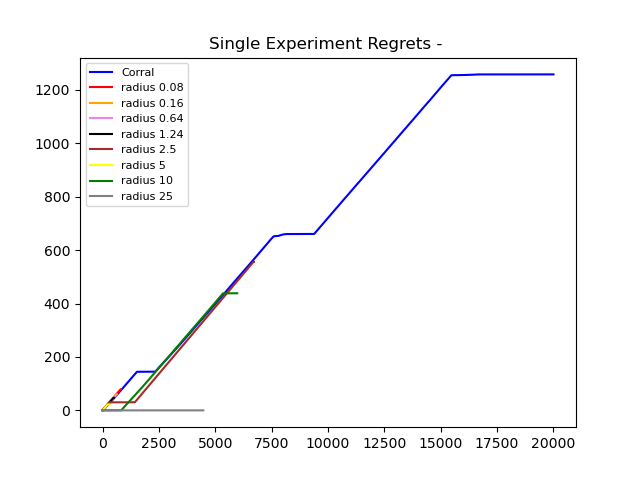 Single Experiment Regrets -
Corral
radius 0.08
radius 0.16
radius 0.64
radius 1.24
radius 2.5
radius 5
radius 10
radius 25
1200
1000
800
600
400
200
0
0 2500 5000 7500 10000 12500 15000 17500 20000